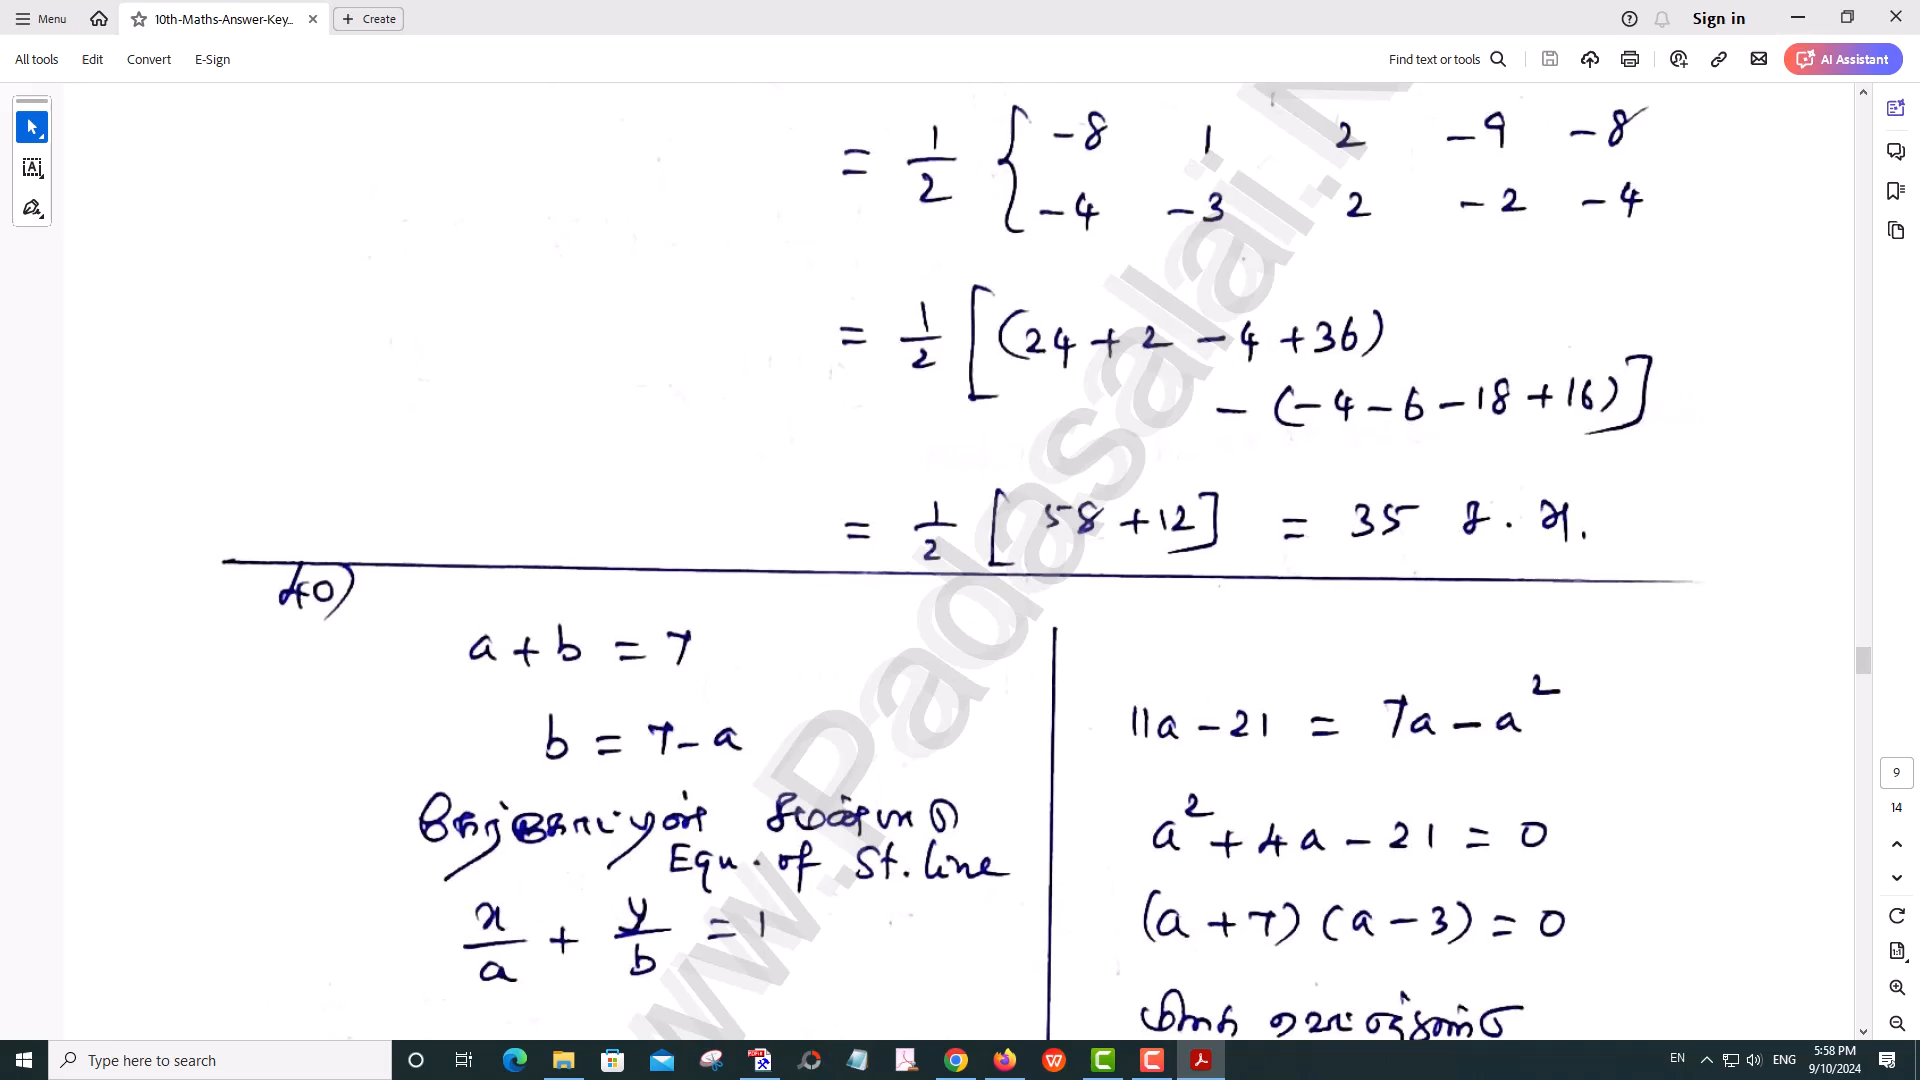 Menu
10th-Maths-Answer-Key...
Create
Sign in
All tools
Edit
Convert
E-Sign
Find text or tools
AI Assistant
= 1/2 { -8 1 2 -9 -8
-4 -3 2 -2 -4
= 1/2 [(24+2-4+36)
-(-4-6-18+16)]
= 1/2 [58+12] = 35 ச.அ.
40)
a+b = 7
b = 7-a
நேர்கோட்டின் சமன்பாடு
Equ. of St. line
x/a + y/b = 1
11a-21 = 7a-a²
a²+4a-21 = 0
(a+7)(a-3) = 0
www.Padasalai.N
9
14
Type here to search
EN
ENG
5:58 PM
9/10/2024